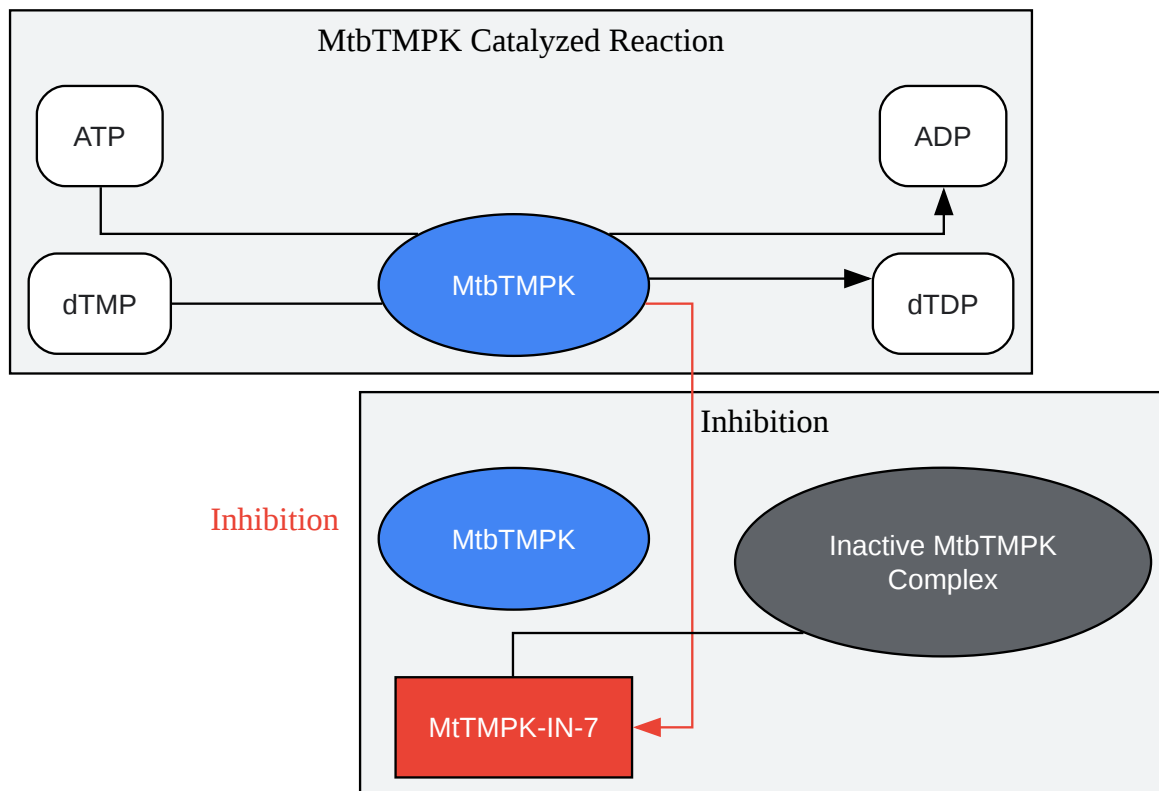 MtbTMPK Catalyzed Reaction
ATP
ADP
MtbTMPK
dTMP
dTDP
Inhibition
Inhibition
MtbTMPK
Inactive MtbTMPK
Complex
MtTMPK-IN-7